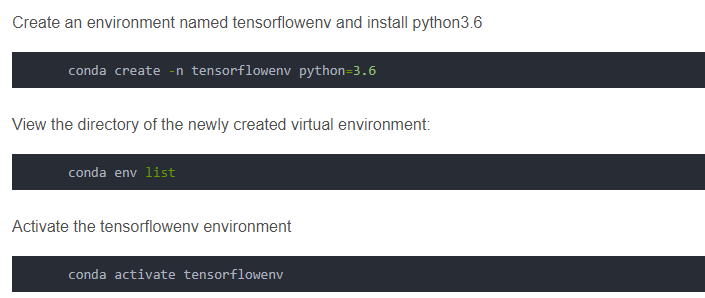 Create an environment named tensorflowenv and install python3.6
conda create -n tensorflowenv python=3.6
View the directory of the newly created virtual environment:
conda env list
Activate the tensorflowenv environment
conda activate tensorflowenv